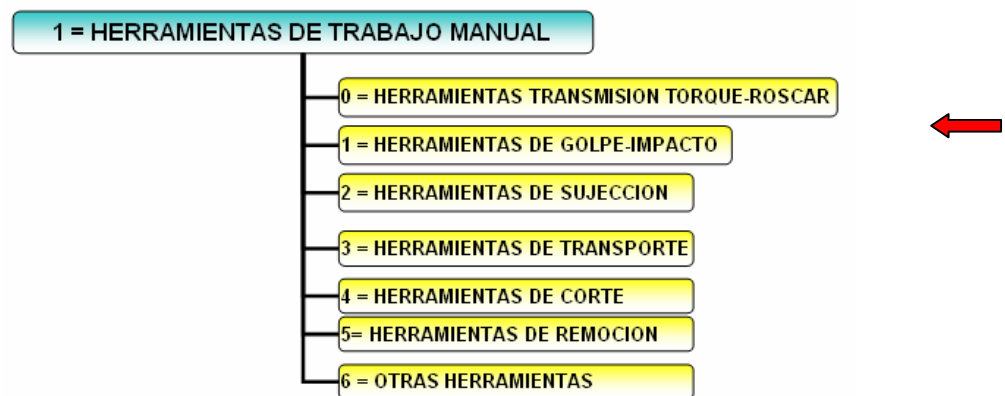 1 = HERRAMIENTAS DE TRABAJO MANUAL
0 = HERRAMIENTAS TRANSMISION TORQUE-ROSCAR
1 = HERRAMIENTAS DE GOLPE-IMPACTO
2 = HERRAMIENTAS DE SUJECCION
3 = HERRAMIENTAS DE TRANSPORTE
4 = HERRAMIENTAS DE CORTE
5= HERRAMIENTAS DE REMOCION
6 = OTRAS HERRAMIENTAS